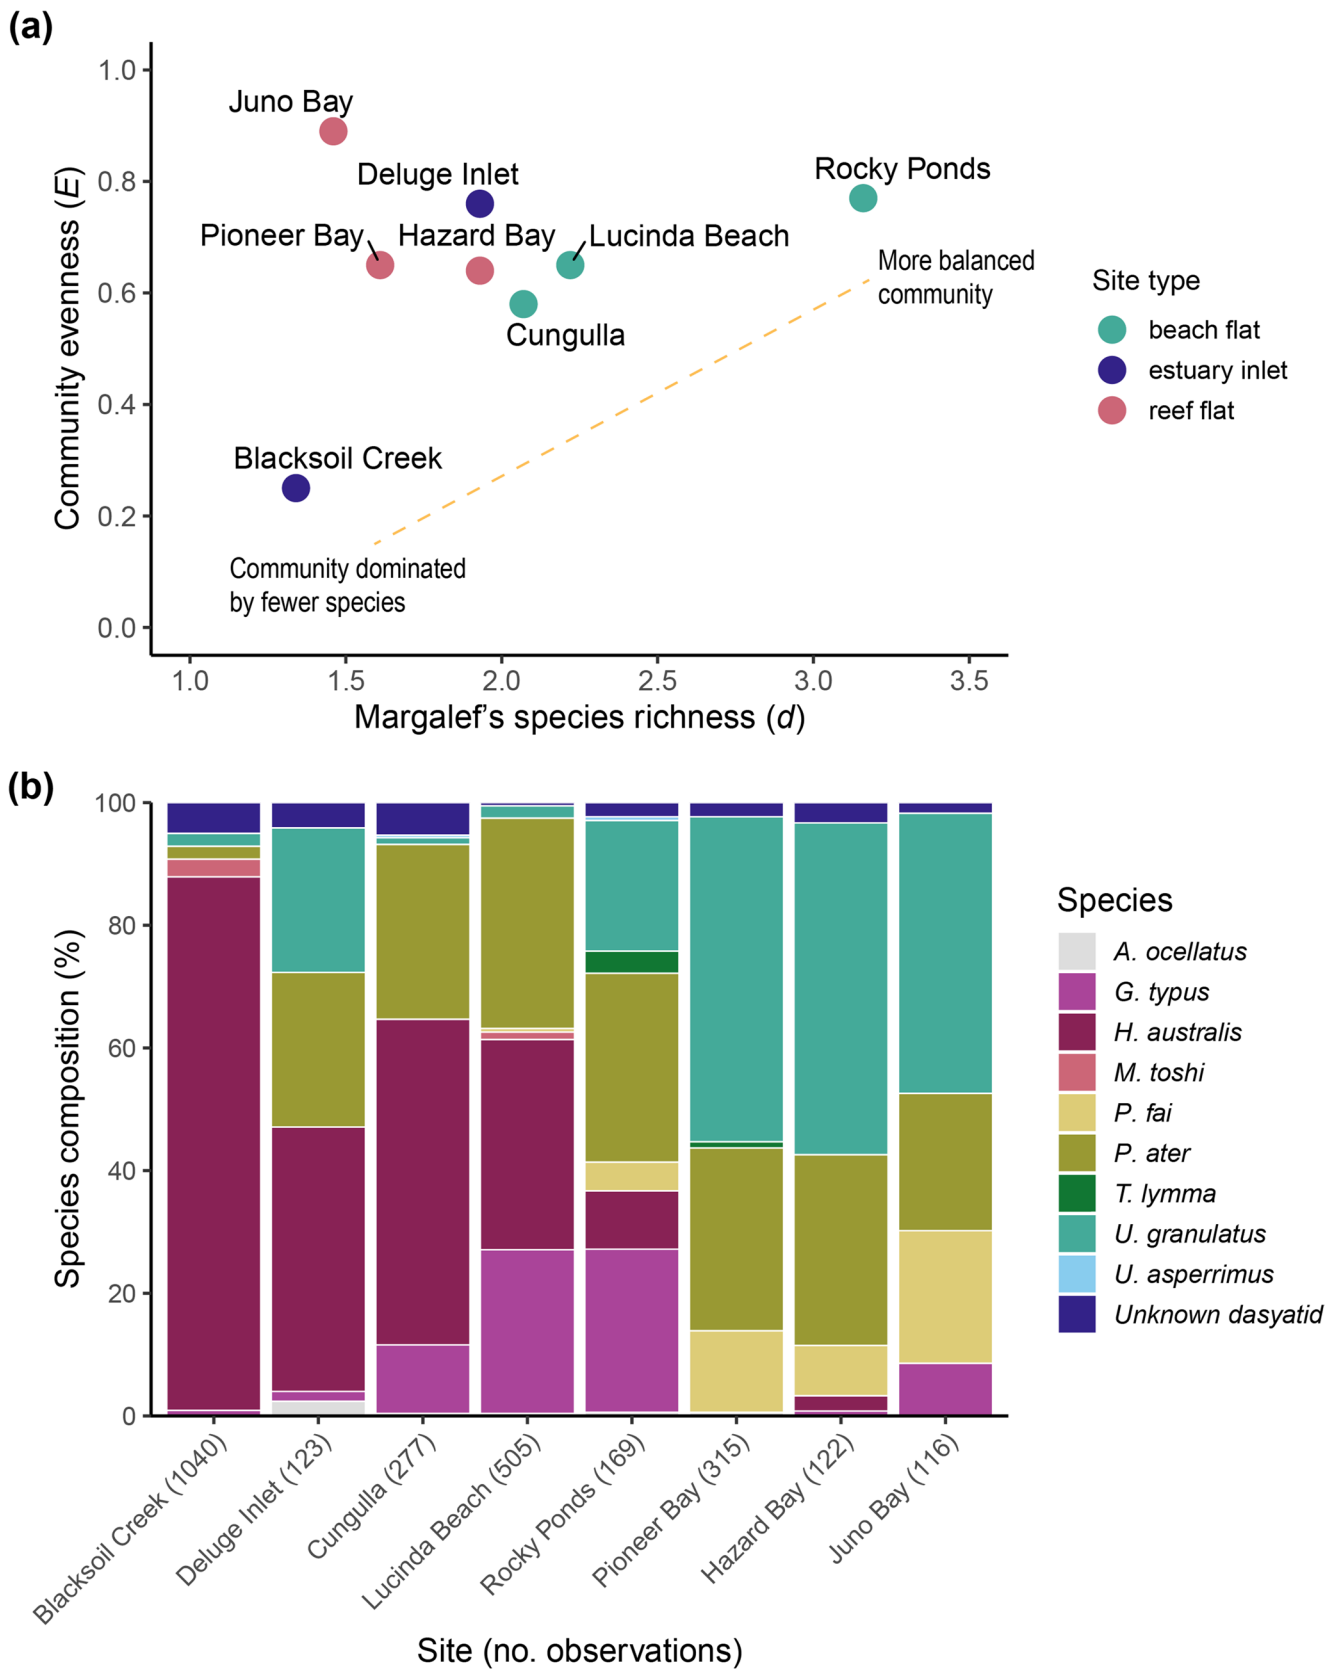 (a)
1.0
0.8
0.6
0.4
0.2
0.0
Community evenness (E)
Juno Bay
Deluge Inlet
Rocky Ponds
Pioneer Bay
Hazard Bay
Lucinda Beach
Cungulla
Blacksoil Creek
More balanced
community
Community dominated
by fewer species
1.0
1.5
2.0
2.5
3.0
3.5
Margalef’s species richness (d)
Site type
beach flat
estuary inlet
reef flat
(b)
100
80
60
40
20
0
Species composition (%)
Blacksoil Creek (1040)
Deluge Inlet (123)
Cungulla (277)
Lucinda Beach (505)
Rocky Ponds (169)
Pioneer Bay (315)
Hazard Bay (122)
Juno Bay (116)
Site (no. observations)
Species
A. ocellatus
G. typus
H. australis
M. toshi
P. fai
P. ater
T. lymma
U. granulatus
U. asperrimus
Unknown dasyatid